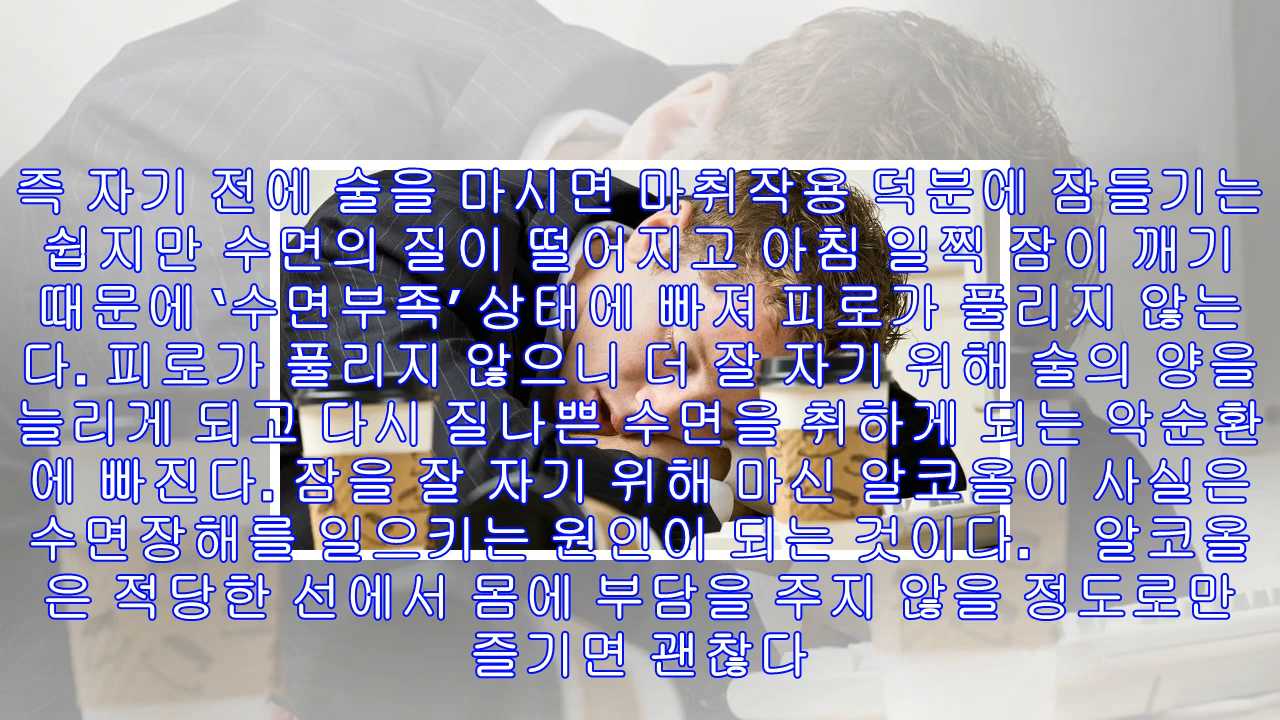 즉 자기 전에 술을 마시면 마취작용 덕분에 잠들기는
쉽지만 수면의 질이 떨어지고 아침 일찍 잠이 깨기
때문에 ‘수면부족’ 상태에 빠져 피로가 풀리지 않는
다. 피로가 풀리지 않으니 더 잘 자기 위해 술의 양을
늘리게 되고 다시 질나쁜 수면을 취하게 되는 악순환
에 빠진다. 잠을 잘 자기 위해 마신 알코올이 사실은
수면장해를 일으키는 원인이 되는 것이다. 알코올
은 적당한 선에서 몸에 부담을 주지 않을 정도로만
즐기면 괜찮다